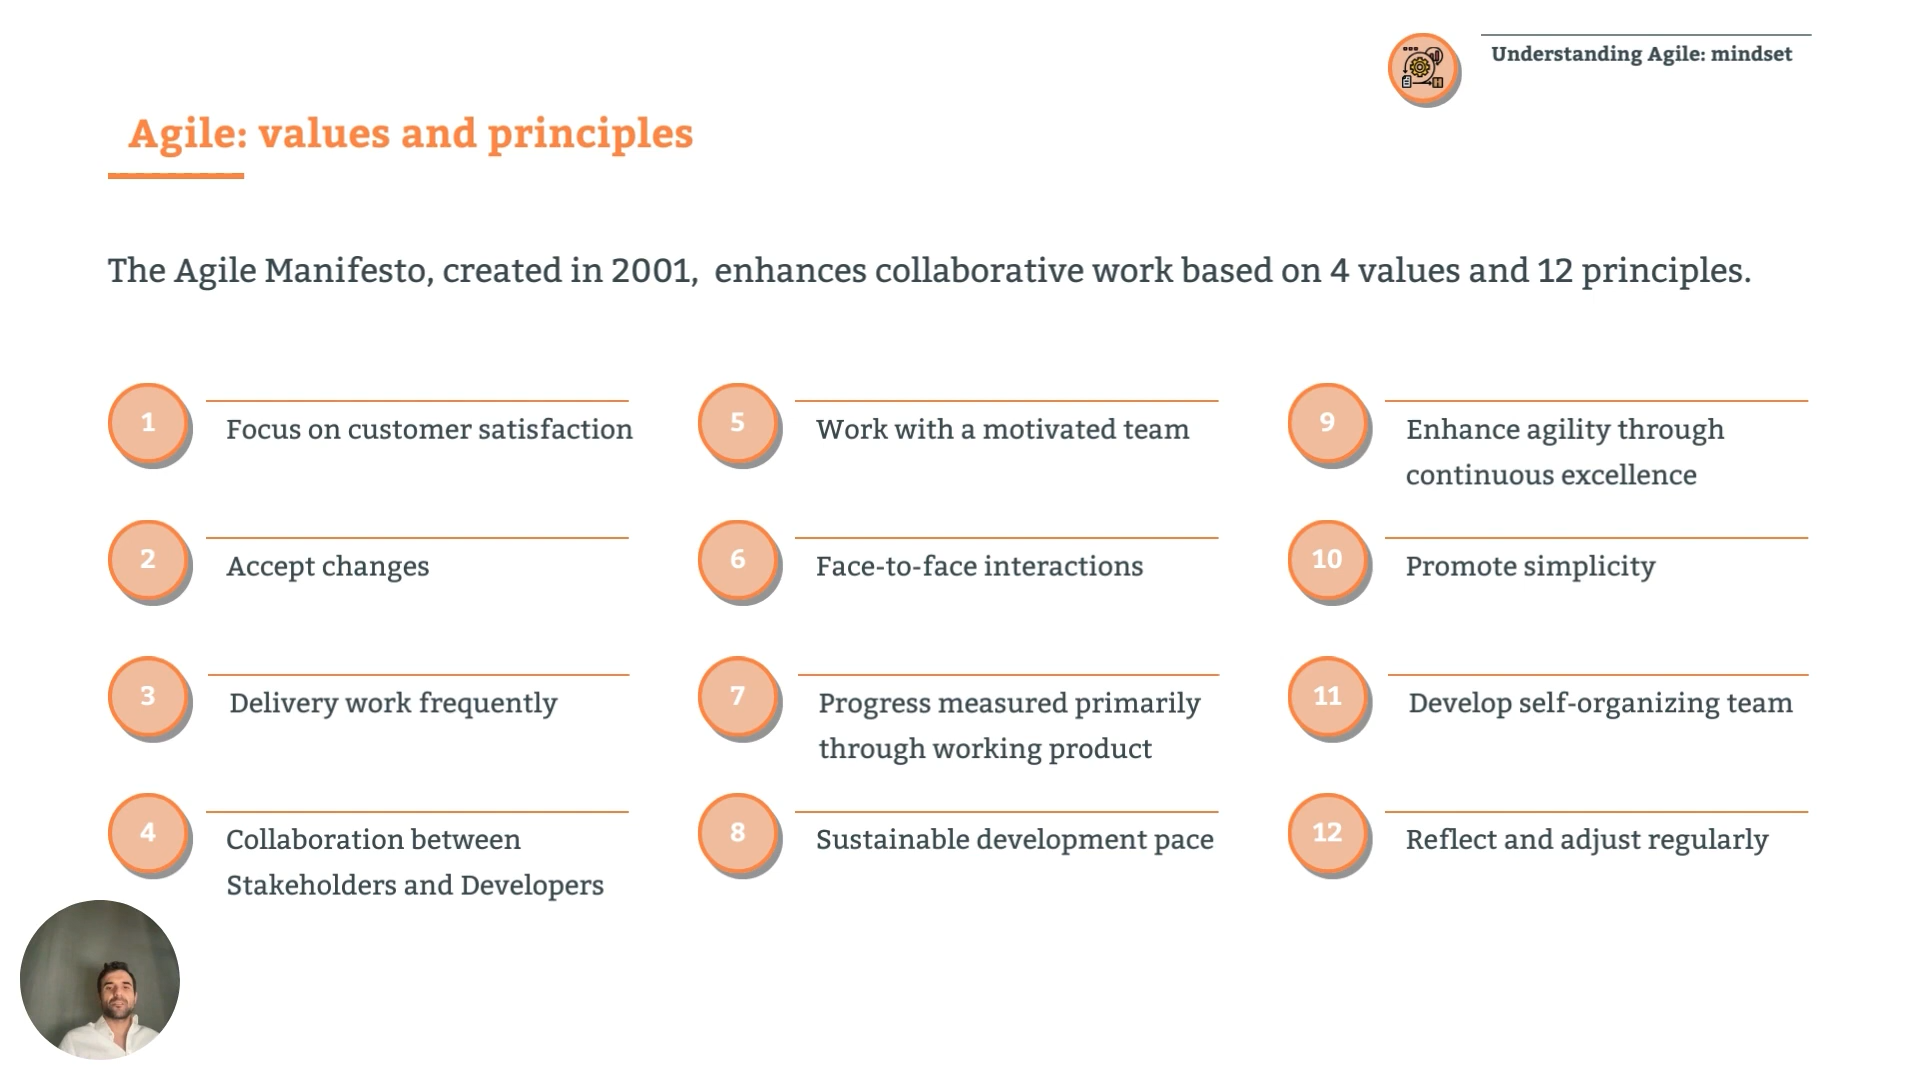 Understanding Agile: mindset
Agile: values and principles
The Agile Manifesto, created in 2001, enhances collaborative work based on 4 values and 12 principles.
1
Focus on customer satisfaction
2
Accept changes
3
Delivery work frequently
4
Collaboration between
Stakeholders and Developers
5
Work with a motivated team
6
Face-to-face interactions
7
Progress measured primarily
through working product
8
Sustainable development pace
9
Enhance agility through
continuous excellence
10
Promote simplicity
11
Develop self-organizing team
12
Reflect and adjust regularly